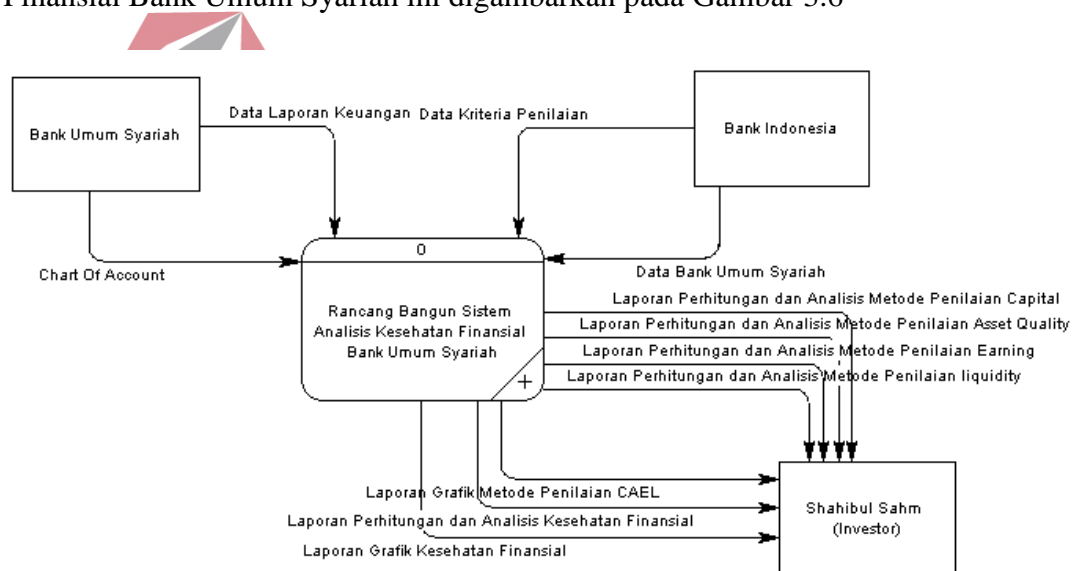 Finansial Bank Umum Syariah ini digambarkan pada Gambar 3.6
Bank Umum Syariah
Data Laporan Keuangan
Data Kriteria Penilaian
Bank Indonesia
Chart Of Account
0
Data Bank Umum Syariah
Rancang Bangun Sistem
Analisis Kesehatan Finansial
Bank Umum Syariah
+
Laporan Perhitungan dan Analisis Metode Penilaian Capital
Laporan Perhitungan dan Analisis Metode Penilaian Asset Quality
Laporan Perhitungan dan Analisis Metode Penilaian Earning
Laporan Perhitungan dan Analisis Metode Penilaian liquidity
Laporan Grafik Metode Penilaian CAEL
Laporan Perhitungan dan Analisis Kesehatan Finansial
Laporan Grafik Kesehatan Finansial
Shahibul Sahm
(Investor)